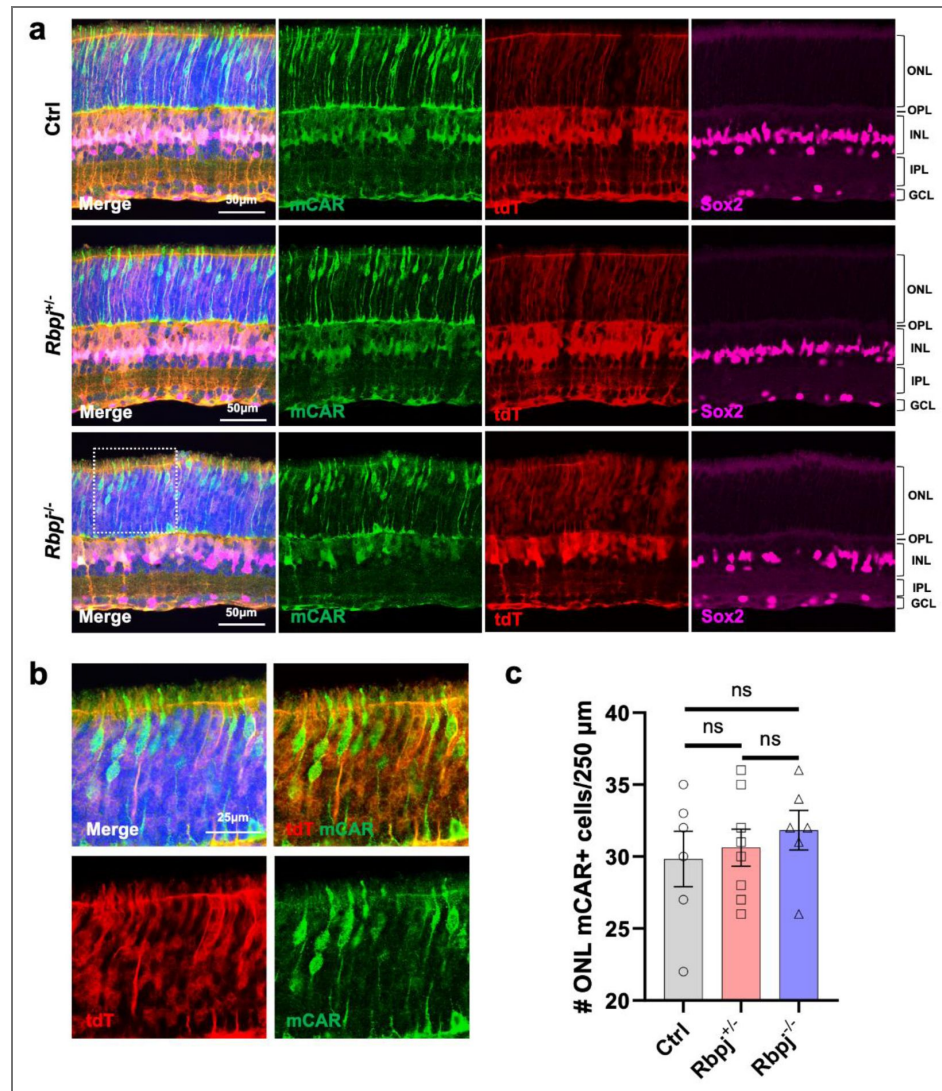 a
Ctrl
Merge
50µm
mCAR
tdT
Sox2
ONL
OPL
INL
IPL
GCL
Rbpj+/-
Merge
50µm
mCAR
tdT
Sox2
ONL
OPL
INL
IPL
GCL
Rbpj-/-
Merge
50µm
mCAR
tdT
Sox2
ONL
OPL
INL
IPL
GCL
b
Merge
25µm
tdT mCAR
tdT
mCAR
c
# ONL mCAR+ cells/250 µm
40
35
30
25
20
ns
ns
ns
Ctrl
Rbpj+/-
Rbpj-/-